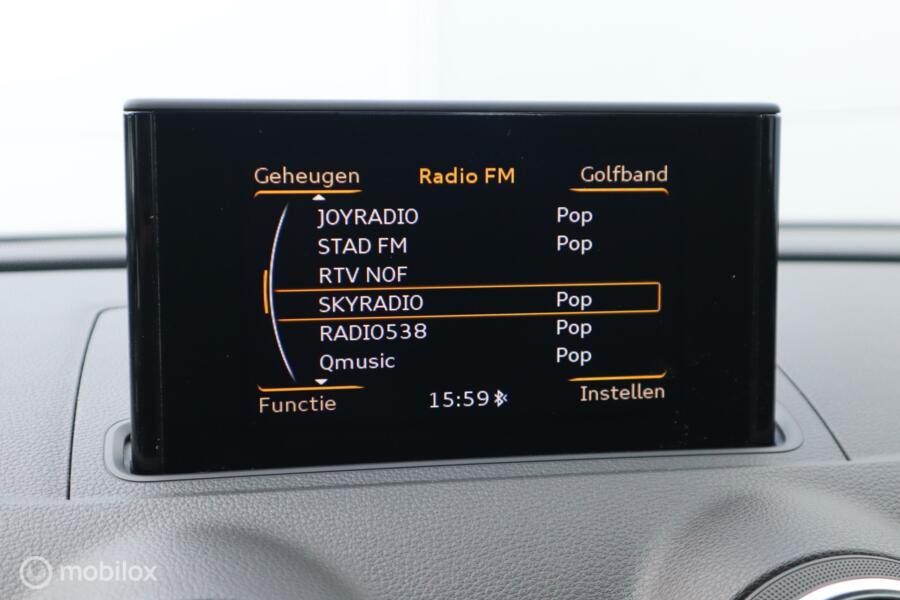 Geheugen Radio FM Golfband
JOYRADIO Pop
STAD FM Pop
RTV NOF
SKYRADIO Pop
RADIO538 Pop
Qmusic Pop
Functie 15:59 Instellen
mobilox